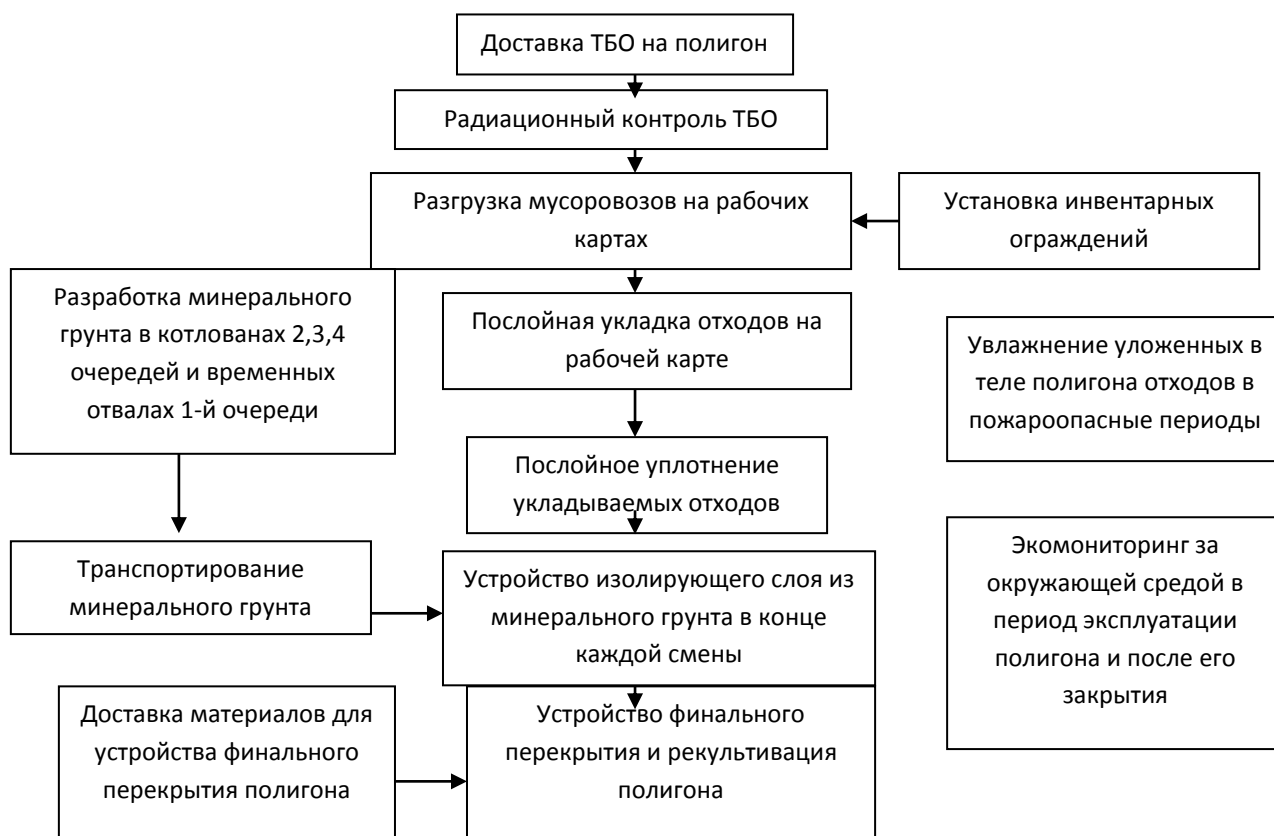 Доставка ТБО на полигон
Радиационный контроль ТБО
Разгрузка мусоровозов на рабочих
картах
Установка инвентарных
ограждений
Разработка минерального
грунта в котлованах 2,3,4
очередей и временных
отвалах 1-й очереди
Послойная укладка отходов на
рабочей карте
Увлажнение уложенных в
теле полигона отходов в
пожароопасные периоды
Послойное уплотнение
укладываемых отходов
Транспортирование
минерального грунта
Устройство изолирующего слоя из
минерального грунта в конце
каждой смены
Экомониторинг за
окружающей средой в
период эксплуатации
полигона и после его
закрытия
Доставка материалов для
устройства финального
перекрытия полигона
Устройство финального
перекрытия и рекультивация
полигона